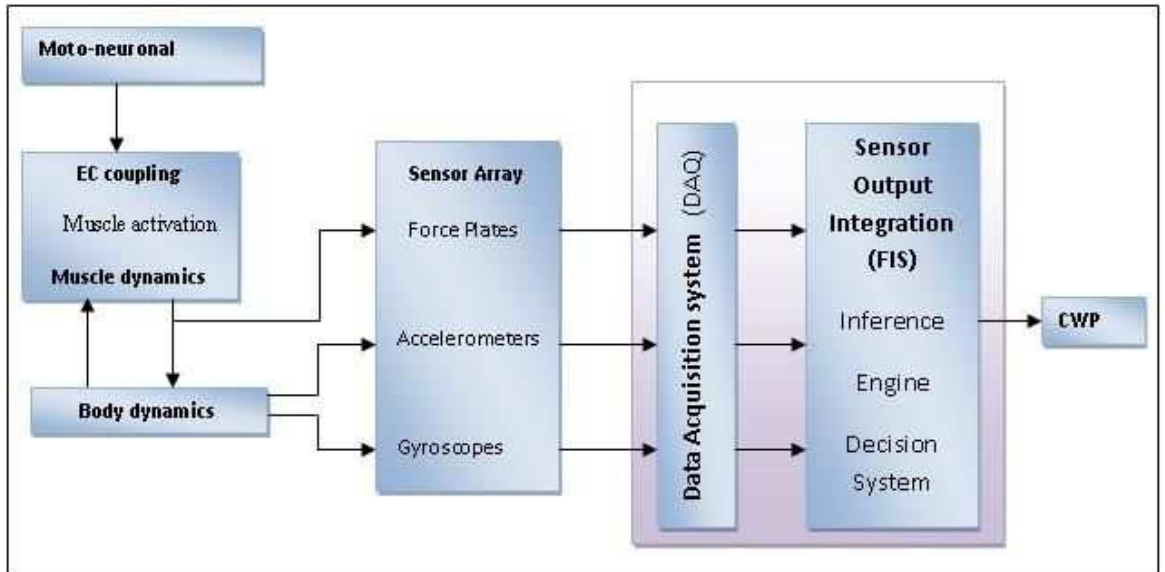 Moto-neuronal
EC coupling
Muscle activation
Muscle dynamics
Body dynamics
Sensor Array
Force Plates
Accelerometers
Gyroscopes
Data Acquisition system (DAQ)
Sensor
Output
Integration
(FIS)
Inference
Engine
Decision
System
CWP